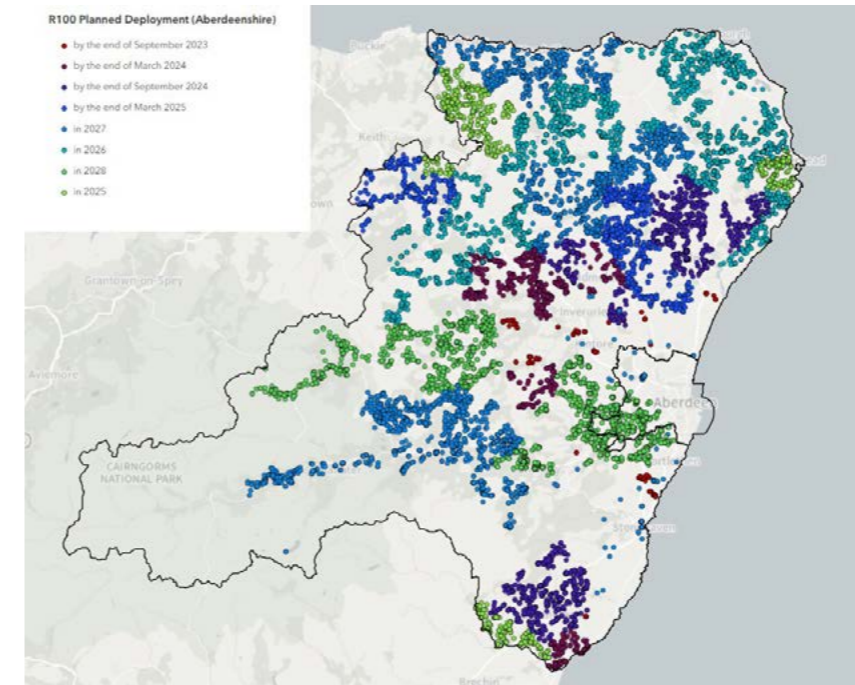 R100 Planned Deployment (Aberdeenshire)
by the end of September 2023
by the end of March 2024
by the end of September 2024
by the end of March 2025
in 2027
in 2026
in 2028
in 2025
Buckie
Keith
Grantown-on-Spey
Inverurie
Kintore
Aviemore
Aberdeen
CAIRNGORMS
NATIONAL PARK
Brechin